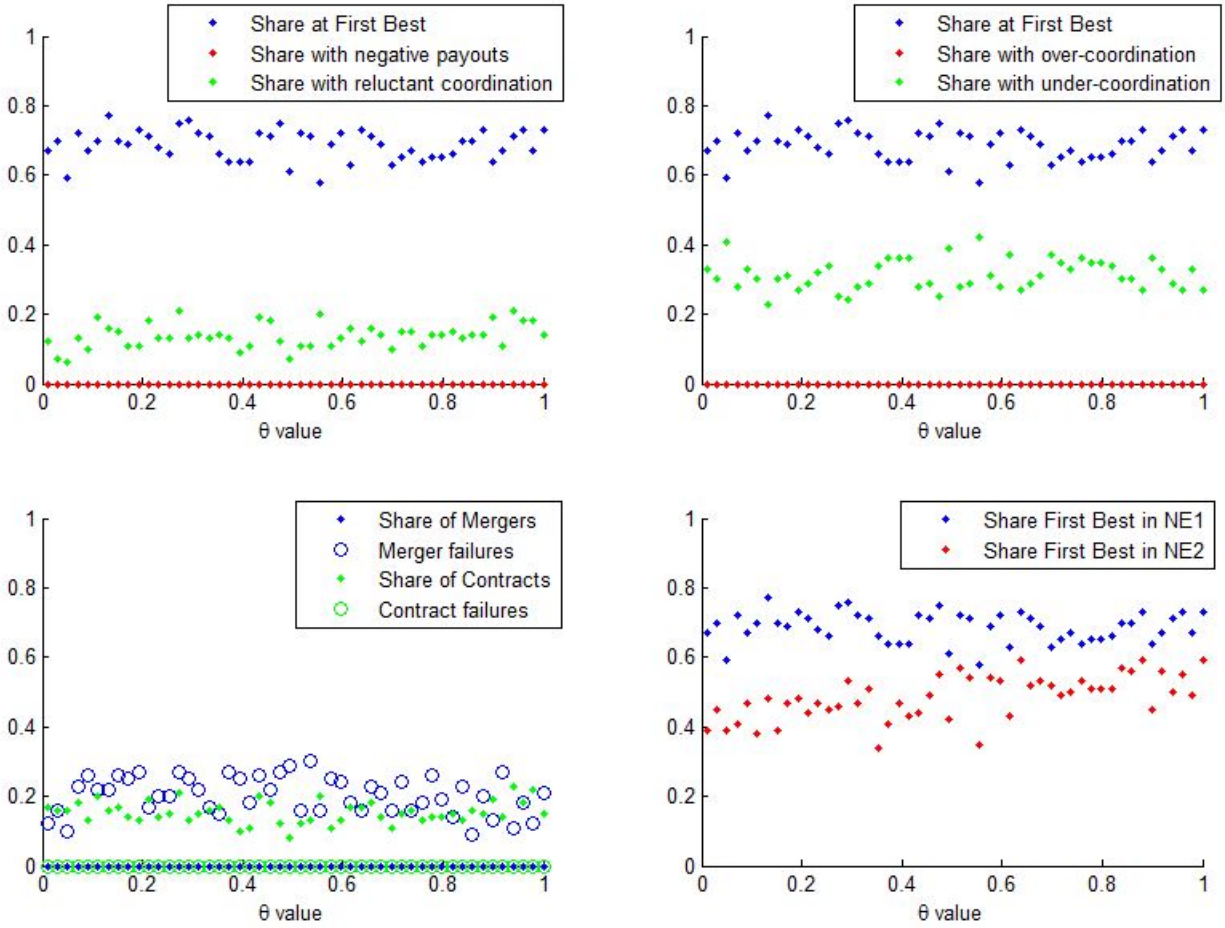 Share at First Best
Share with negative payouts
Share with reluctant coordination
1
0.8
0.6
0.4
0.2
0
0 0.2 0.4 0.6 0.8 1
θ value
Share at First Best
Share with over-coordination
Share with under-coordination
1
0.8
0.6
0.4
0.2
0
0 0.2 0.4 0.6 0.8 1
θ value
Share of Mergers
Merger failures
Share of Contracts
Contract failures
1
0.8
0.6
0.4
0.2
0
0 0.2 0.4 0.6 0.8 1
θ value
Share First Best in NE1
Share First Best in NE2
1
0.8
0.6
0.4
0.2
0
0 0.2 0.4 0.6 0.8 1
θ value